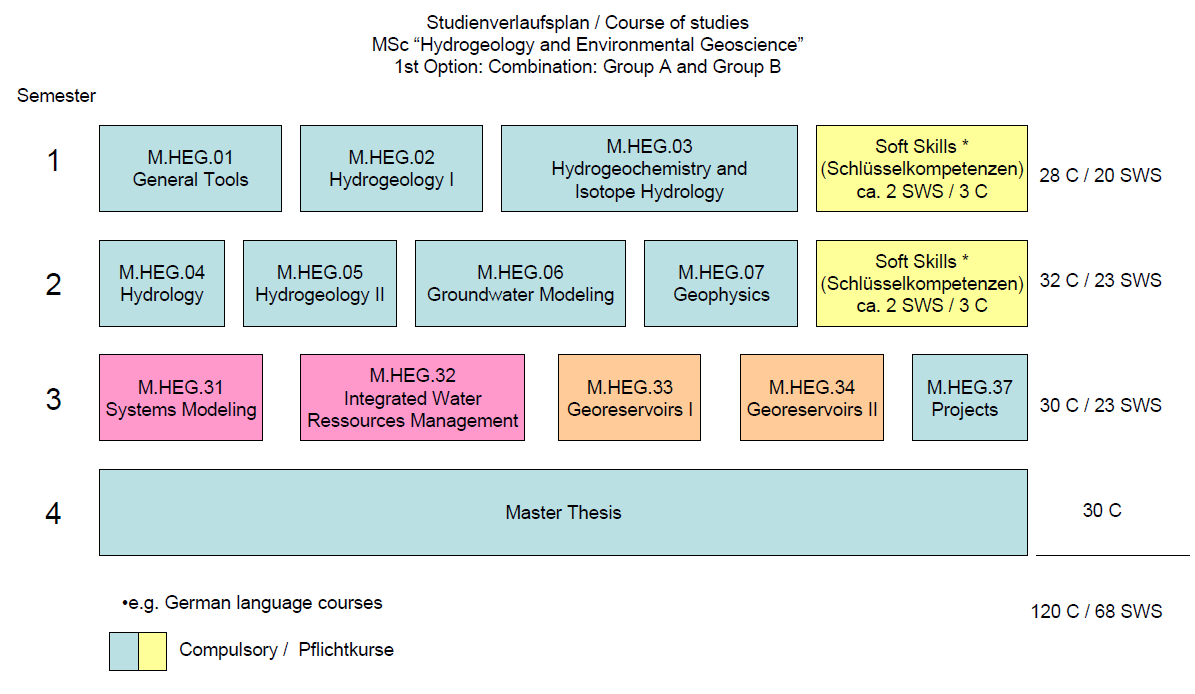 Studienverlaufsplan / Course of studies
MSc “Hydrogeology and Environmental Geoscience”
1st Option: Combination: Group A and Group B
Semester
1
M.HEG.01
General Tools
M.HEG.02
Hydrogeology I
M.HEG.03
Hydrogeochemistry and
Isotope Hydrology
Soft Skills *
(Schlüsselkompetenzen)
ca. 2 SWS / 3 C
28 C / 20 SWS
2
M.HEG.04
Hydrology
M.HEG.05
Hydrogeology II
M.HEG.06
Groundwater Modeling
M.HEG.07
Geophysics
Soft Skills *
(Schlüsselkompetenzen)
ca. 2 SWS / 3 C
32 C / 23 SWS
3
M.HEG.31
Systems Modeling
M.HEG.32
Integrated Water
Ressources Management
M.HEG.33
Georeservoirs I
M.HEG.34
Georeservoirs II
M.HEG.37
Projects
30 C / 23 SWS
4
Master Thesis
30 C
•e.g. German language courses
120 C / 68 SWS
Compulsory / Pflichtkurse